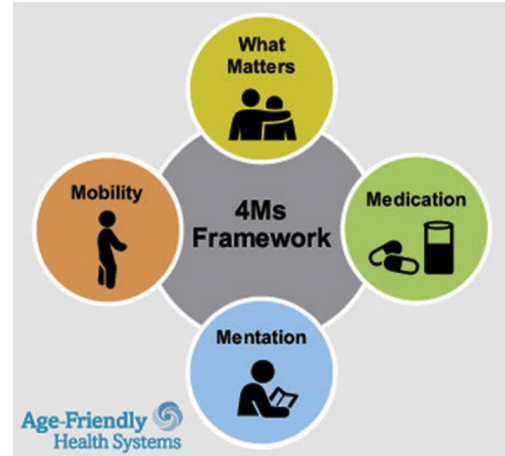 What
Matters
Mobility
4Ms
Framework
Medication
Mentation
Age-Friendly
Health Systems